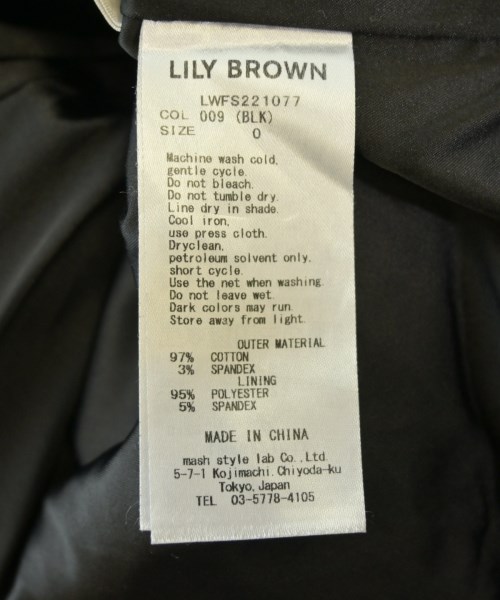 LILY BROWN
LWFS221077
COL 009 (BLK)
SIZE 0
Machine wash cold,
gentle cycle.
Do not bleach.
Do not tumble dry.
Line dry in shade.
Cool iron,
use press cloth.
Dryclean,
petroleum solvent only,
short cycle.
Use the net when washing.
Do not leave wet.
Dark colors may run.
Store away from light.
OUTER MATERIAL
97% COTTON
3% SPANDEX
LINING
95% POLYESTER
5% SPANDEX
MADE IN CHINA
mash style lab Co.,Ltd.
5-7-1 Kojimachi,Chiyoda-ku
Tokyo,Japan
TEL 03-5778-4105